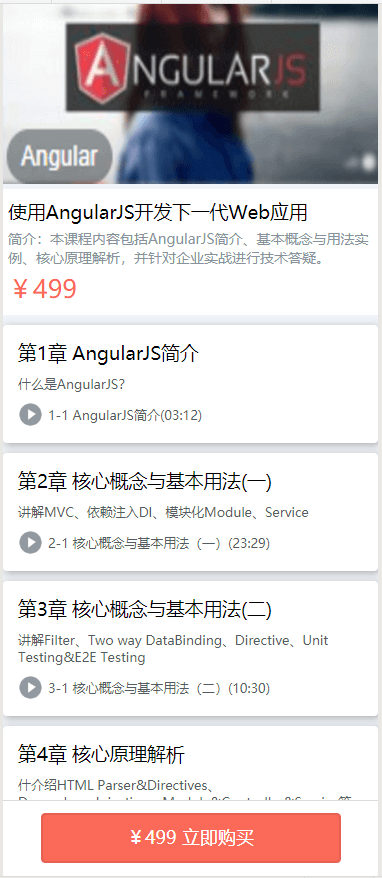 ANGULARJS
FRAMEWORK
Angular
使用AngularJS开发下一代Web应用
简介：本课程内容包括AngularJS简介、基本概念与用法实
例、核心原理解析，并针对企业实战进行技术答疑。
￥499
第1章 AngularJS简介
什么是AngularJS?
1-1 AngularJS简介(03:12)
第2章 核心概念与基本用法(一)
讲解MVC、依赖注入DI、模块化Module、Service
2-1 核心概念与基本用法（一）(23:29)
第3章 核心概念与基本用法(二)
讲解Filter、Two way DataBinding、Directive、Unit
Testing&E2E Testing
3-1 核心概念与基本用法（二）(10:30)
第4章 核心原理解析
什介绍HTML Parser&Directives、
￥499 立即购买